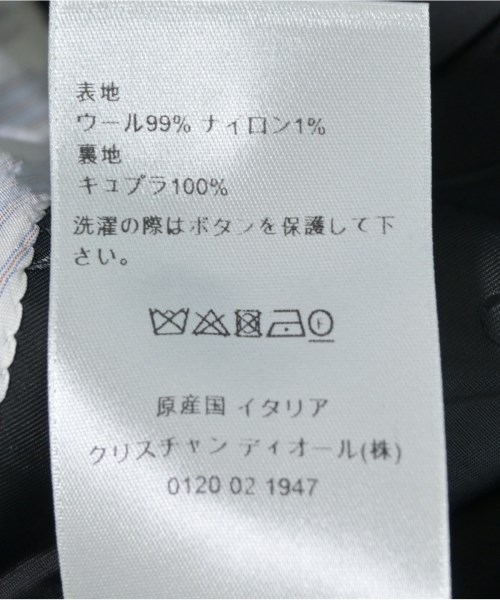 表地
ウール99% ナイロン1%
裏地
キュプラ100%
洗濯の際はボタンを保護して下
さい。
F
原産国 イタリア
クリスチャン ディオール(株)
0120 02 1947